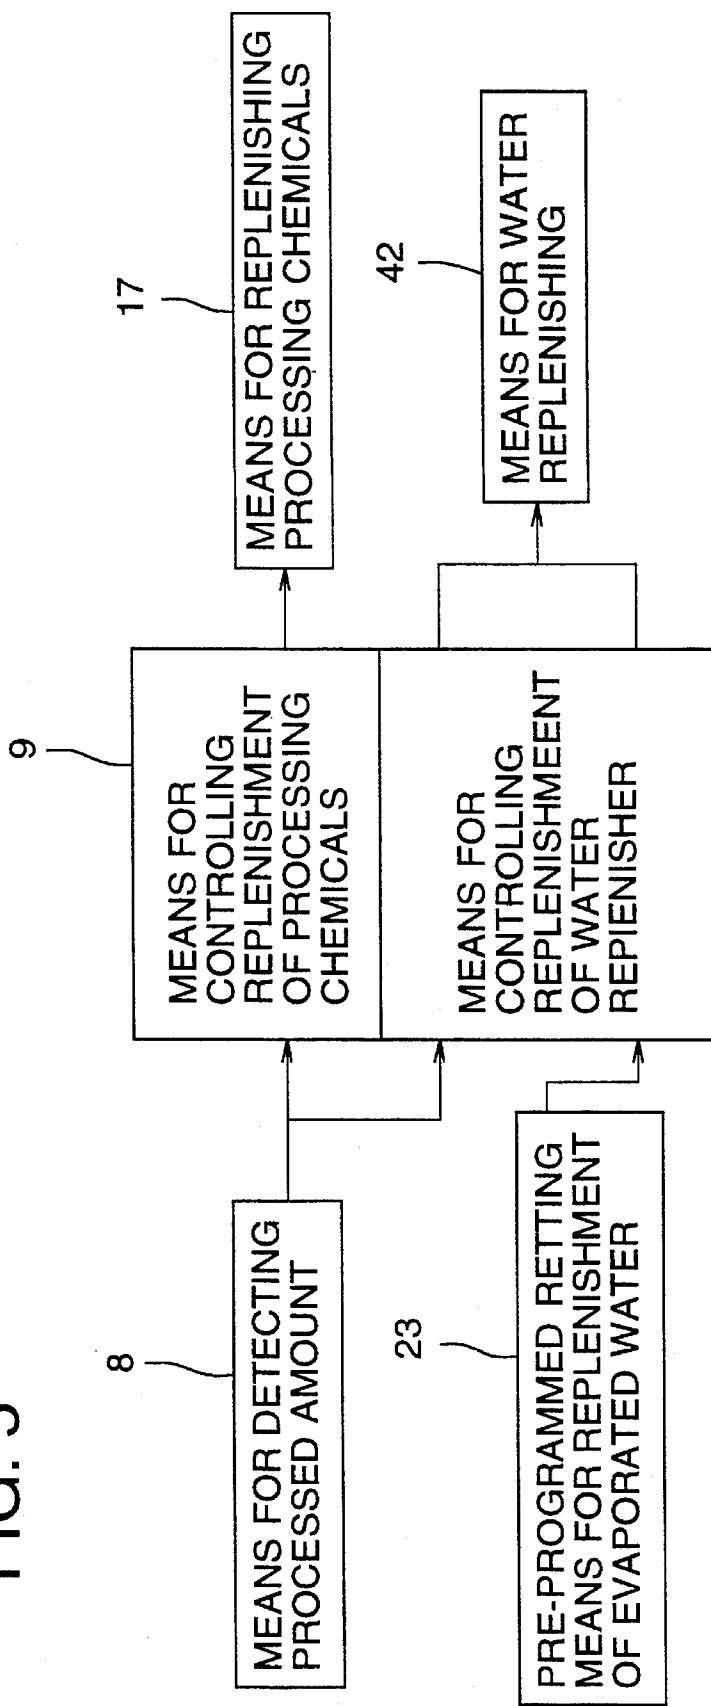 FIG. 5
8
MEANS FOR DETECTING
PROCESSED AMOUNT
23
PRE-PROGRAMMED RETTING
MEANS FOR REPLENISHMENT
OF EVAPORATED WATER
9
MEANS FOR
CONTROLLING
REPLENISHMENT
OF PROCESSING
CHEMICALS
MEANS FOR
CONTROLLING
REPLENISHMEENT
OF WATER
REPIENISHER
17
MEANS FOR REPLENISHING
PROCESSING CHEMICALS
42
MEANS FOR WATER
REPLENISHING